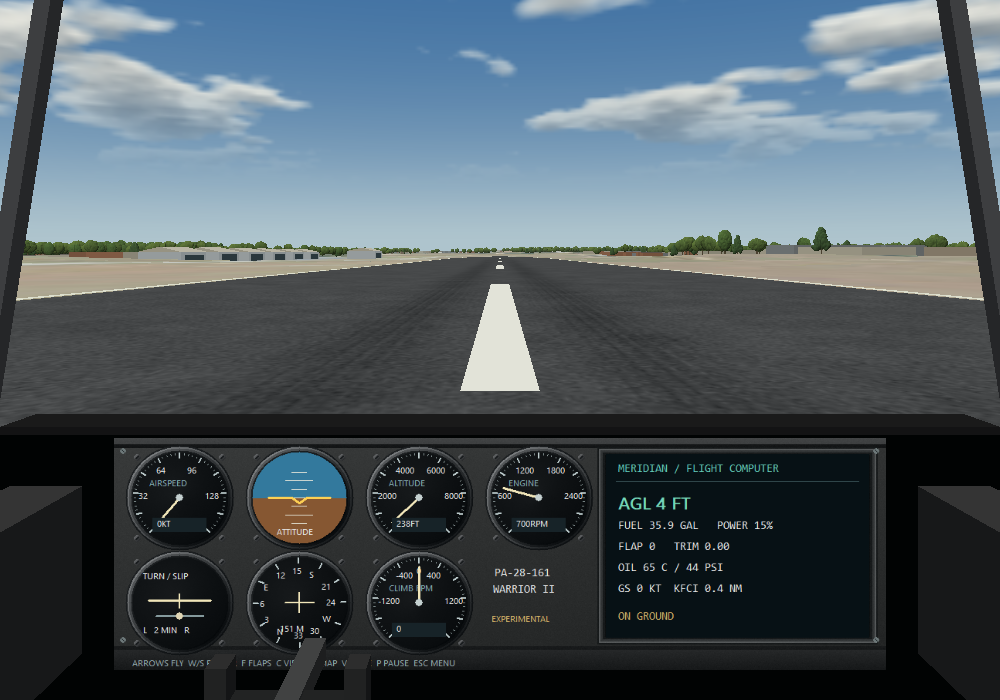 64 96
AIRSPEED
32 128
0KT
ATTITUDE
4000 6000
ALTITUDE
2000 8000
238FT
1200 1800
ENGINE
600 2400
700RPM
MERIDIAN / FLIGHT COMPUTER
AGL 4 FT
FUEL 35.9 GAL POWER 15%
FLAP 0 TRIM 0.00
OIL 65 C / 44 PSI
GS 0 KT KFCI 0.4 NM
ON GROUND
TURN / SLIP
L 2 MIN R
12 15 S
E 21
6 24
3 W
N 33 30
151 M
-400 400
CLIMB
-1200 1200
0
PA-28-161
WARRIOR II
EXPERIMENTAL
ARROWS FLY W/S F FLAPS C P PAUSE ESC MENU